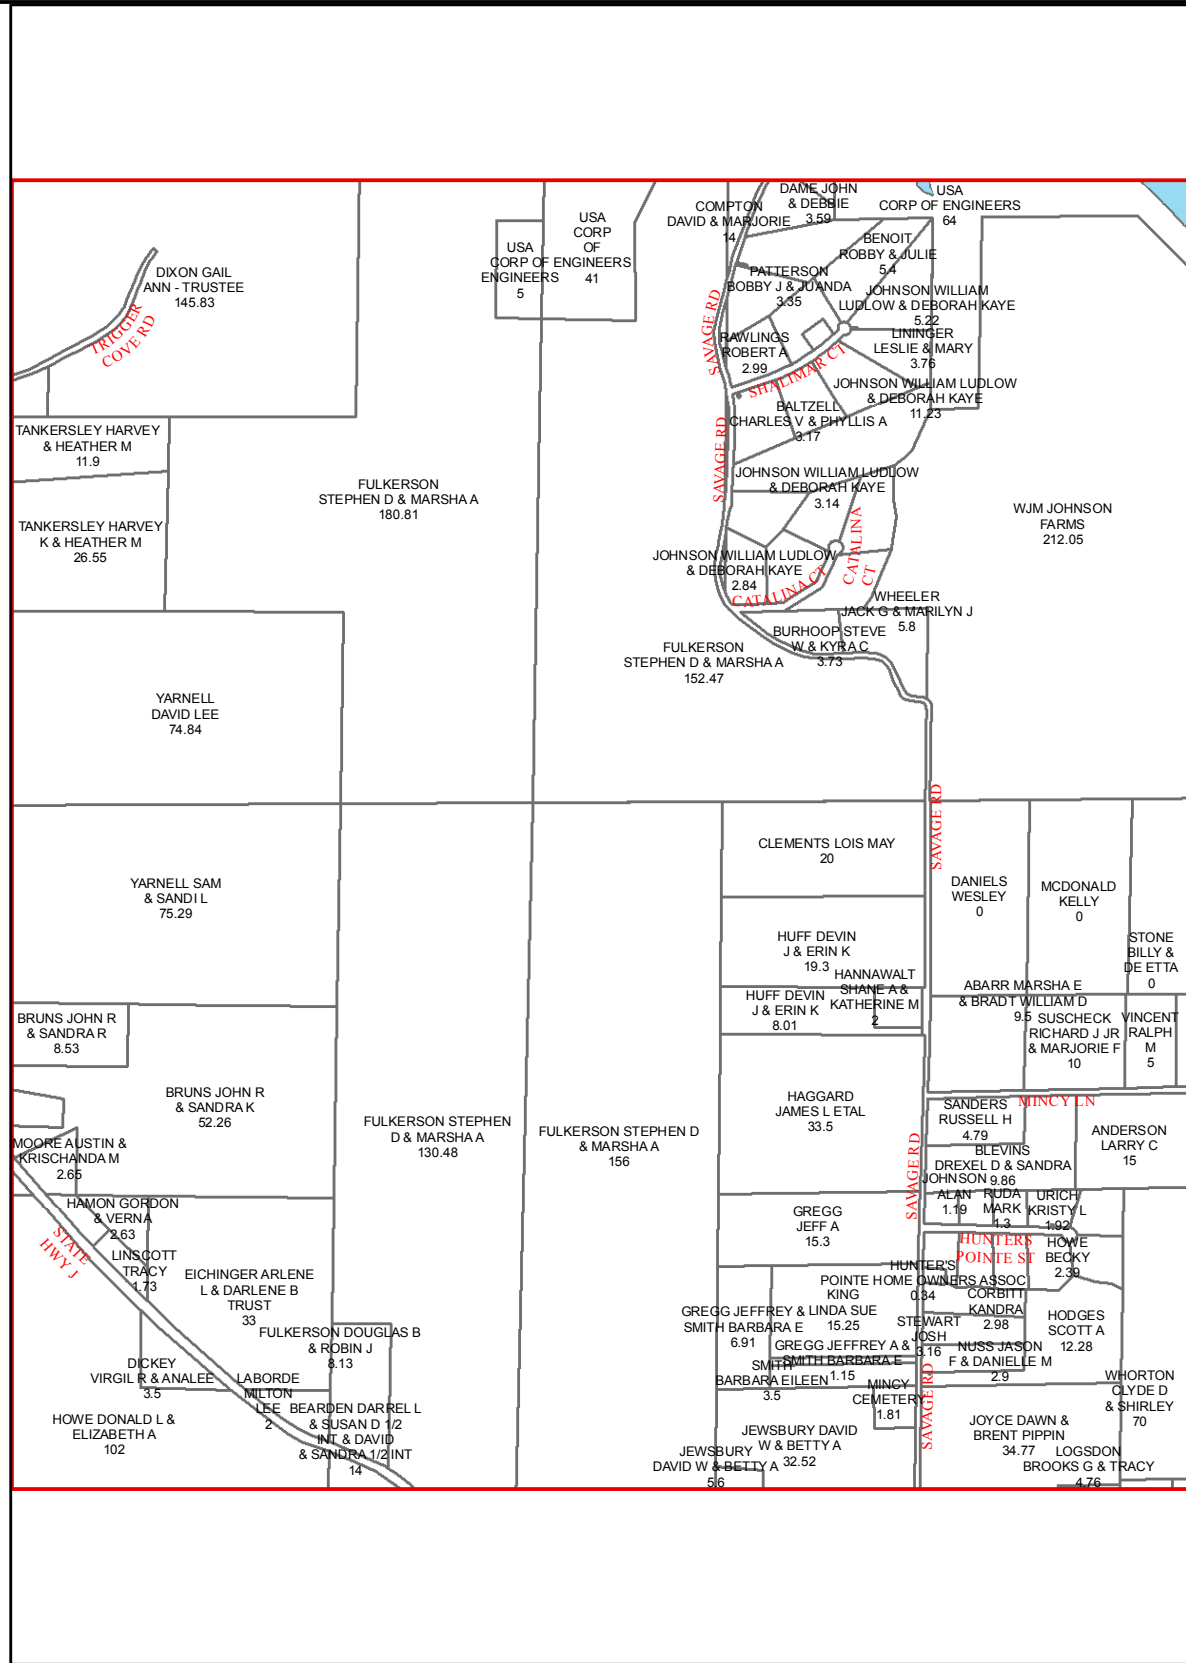 DIXON GAIL
ANN - TRUSTEE
145.83
TRIGGER
COVE RD
USA
CORP OF
ENGINEERS
5
USA
CORP
OF
ENGINEERS
41
COMPTON
DAVID & MARJORIE
14
DAME JOHN
& DEBBIE
3.59
USA
CORP OF ENGINEERS
64
BENOIT
ROBBY & JULIE
5.4
PATTERSON
BOBBY J & JUANDA
3.35
JOHNSON WILLIAM
LUDLOW & DEBORAH KAYE
5.22
SAVAGE RD
RAWLINGS
ROBERT A
2.99
LININGER
LESLIE & MARY
3.76
SHALIMAR CT
JOHNSON WILLIAM LUDLOW
& DEBORAH KAYE
11.23
BALTZELL
CHARLES V & PHYLLIS A
3.17
TANKERSLEY HARVEY
& HEATHER M
11.9
SAVAGE RD
FULKERSON
STEPHEN D & MARSHA A
180.81
JOHNSON WILLIAM LUDLOW
& DEBORAH KAYE
3.14
WJM JOHNSON
FARMS
212.05
TANKERSLEY HARVEY
K & HEATHER M
26.55
CATALINA
CT
JOHNSON WILLIAM LUDLOW
& DEBORAH KAYE
2.84
CATALINA CT
WHEELER
JACK G & MARILYN J
5.8
BURHOOP STEVE
W & KYRA C
3.73
FULKERSON
STEPHEN D & MARSHA A
152.47
YARNELL
DAVID LEE
74.84
SAVAGE RD
CLEMENTS LOIS MAY
20
YARNELL SAM
& SANDI L
75.29
DANIELS
WESLEY
0
MCDONALD
KELLY
0
STONE
BILLY &
DE ETTA
0
HUFF DEVIN
J & ERIN K
19.3
HANNAWALT
SHANE A &
KATHERINE M
2
HUFF DEVIN
J & ERIN K
8.01
ABARR MARSHA E
& BRADT WILLIAM D
9.5
SUSCHECK
RICHARD J JR
& MARJORIE F
10
VINCENT
RALPH
M
5
BRUNS JOHN R
& SANDRA R
8.53
BRUNS JOHN R
& SANDRA K
52.26
HAGGARD
JAMES L ETAL
33.5
MINCY LN
SANDERS
RUSSELL H
4.79
FULKERSON STEPHEN
D & MARSHA A
130.48
FULKERSON STEPHEN D
& MARSHA A
156
ANDERSON
LARRY C
15
MOORE AUSTIN &
KRISCHANDA M
2.65
SAVAGE RD
BLEVINS
DREXEL D & SANDRA
9.86
JOHNSON
ALAN
1.19
RUDA
MARK
1.3
URICH
KRISTY L
1.92
HAMON GORDON
& VERNA
2.63
GREGG
JEFF A
15.3
STATE
HWY J
HUNTERS
POINTE ST
HOWE
BECKY
2.39
LINSCOTT
TRACY
1.73
HUNTER'S
POINTE HOME OWNERS ASSOC
0.34
EICHINGER ARLENE
L & DARLENE B
TRUST
33
KING
LINDA SUE
15.25
CORBITT
KANDRA
2.98
GREGG JEFFREY &
SMITH BARBARA E
6.91
HODGES
SCOTT A
12.28
STEWART
JOSH
3.16
FULKERSON DOUGLAS B
& ROBIN J
8.13
GREGG JEFFREY A &
SMITH BARBARA E
1.15
NUSS JASON
F & DANIELLE M
2.9
DICKEY
VIRGIL R & ANALEE
3.5
SMITH
BARBARA EILEEN
3.5
LABORDE
MILTON
LEE
2
MINCY
CEMETERY
1.81
SAVAGE RD
WHORTON
CLYDE D
& SHIRLEY
70
HOWE DONALD L &
ELIZABETH A
102
BEARDEN DARREL L
& SUSAN D 1/2
INT & DAVID
& SANDRA 1/2 INT
14
JEWSBURY DAVID
W & BETTY A
32.52
JOYCE DAWN &
BRENT PIPPIN
34.77
JEWSBURY
DAVID W & BETTY A
5.6
LOGSDON
BROOKS G & TRACY
4.76